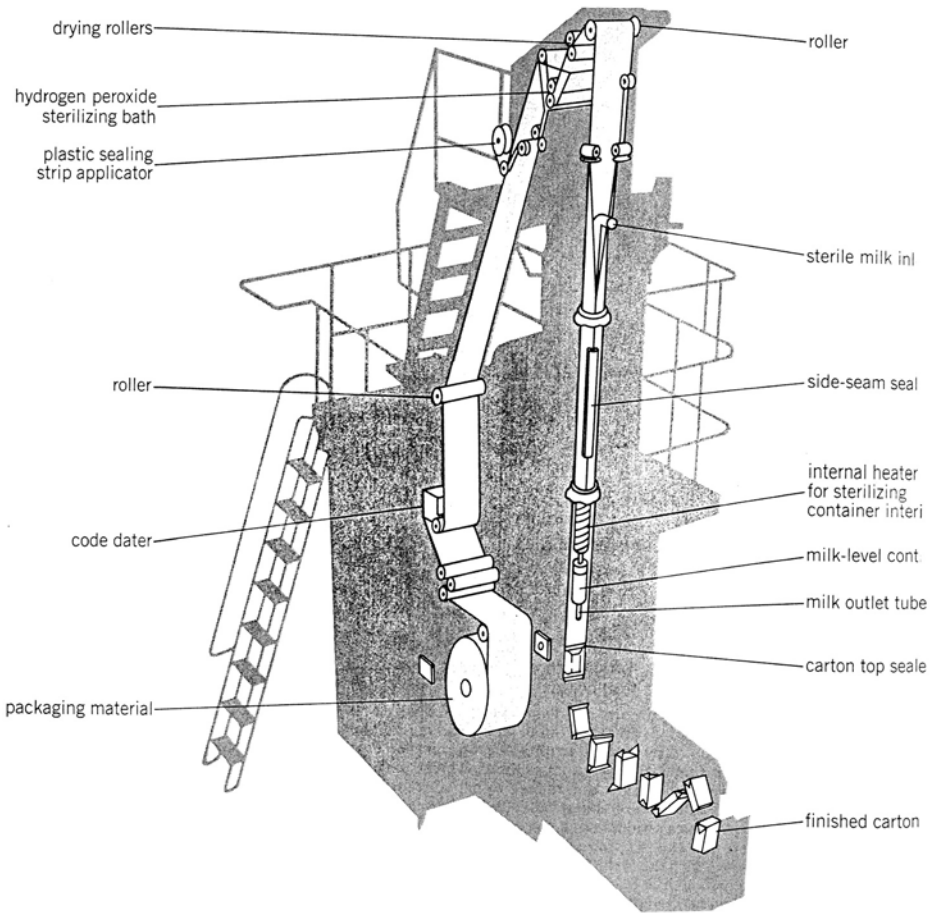 drying rollers
hydrogen peroxide
sterilizing bath
plastic sealing
strip applicator
roller
code dater
packaging material
roller
sterile milk inl
side-seam seal
internal heater
for sterilizing
container interi
milk-level cont
milk outlet tube
carton top seale
finished carton